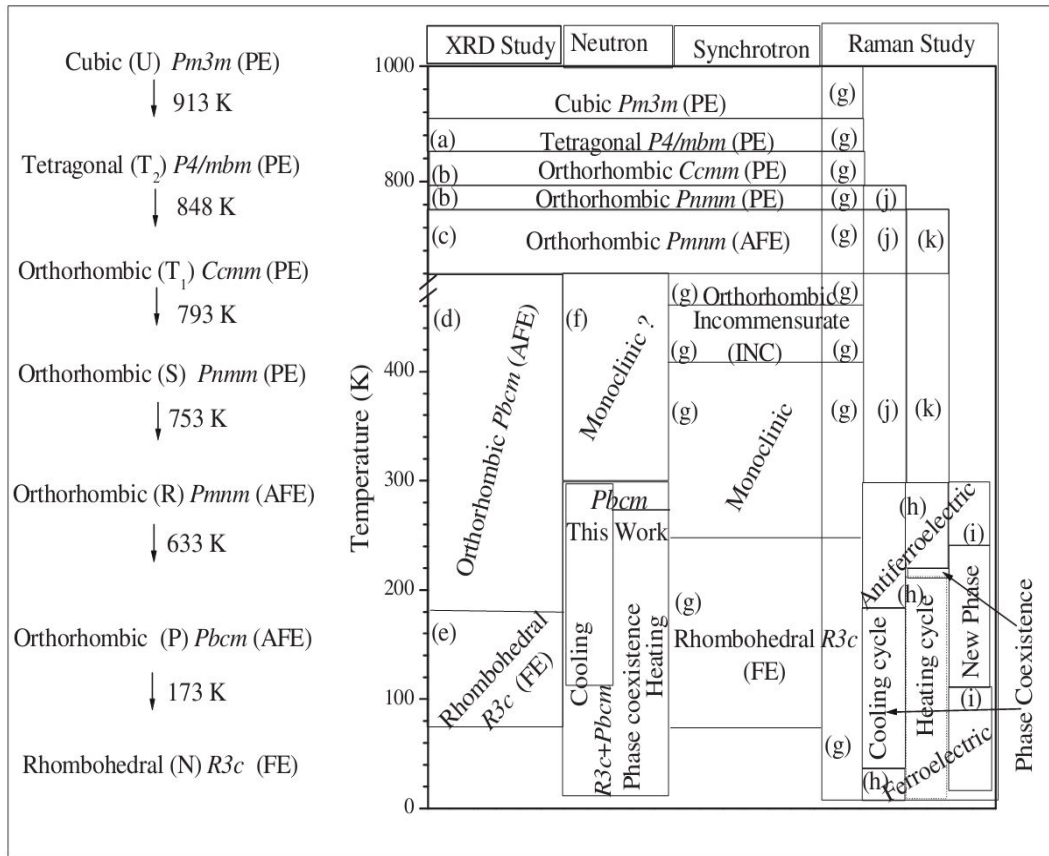 Cubic (U) Pm3m (PE)
913 K
Tetragonal (T2) P4/mbm (PE)
848 K
Orthorhombic (T1) Ccmm (PE)
793 K
Orthorhombic (S) Pnmm (PE)
753 K
Orthorhombic (R) Pmnm (AFE)
633 K
Orthorhombic (P) Pbcm (AFE)
173 K
Rhombohedral (N) R3c (FE)
XRD Study Neutron Synchrotron Raman Study
Temperature (K)
1000
800
400
300
200
100
0
Cubic Pm3m (PE) (g)
(a) Tetragonal P4/mbm (PE) (g)
(b) Orthorhombic Ccmm (PE) (g)
(b) Orthorhombic Pnmm (PE) (g) (j)
(c) Orthorhombic Pmnm (AFE) (g) (j) (k)
(d)
Orthorhombic Pbcm (AFE)
(e)
Rhombohedral
R3c (FE)
(f)
Monoclinic ?
Pbcm
This Work
Cooling
R3c+Pbcm
Phase coexistence
Heating
(g) Orthorhombic (g)
Incommensurate
(g) (INC) (g)
(g) (g) (j) (k)
Monoclinic
(g)
Rhombohedral R3c
(FE)
(g)
(h)
Antiferroelectric
(h)
Cooling cycle
Heating cycle
(h)
Ferroelectric
(i)
New Phase
(i)
Phase Coexistence